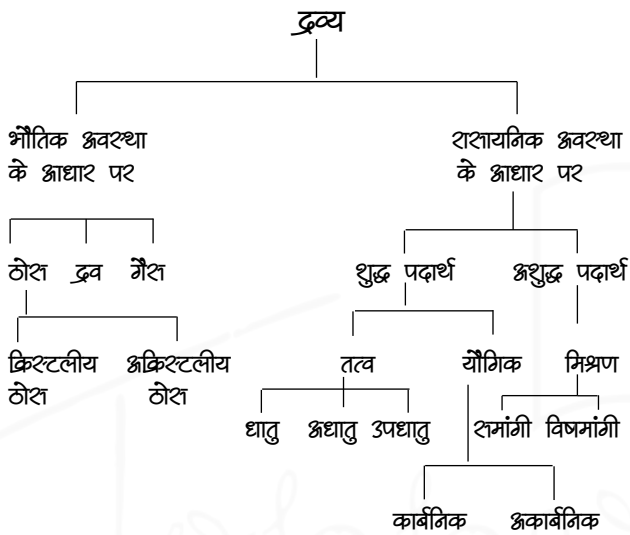 द्रव्य
भौतिक अवस्था रासायनिक अवस्था
के आधार पर के आधार पर
ठोस द्रव गैस शुद्ध पदार्थ अशुद्ध पदार्थ
क्रिस्टलीय अक्रिस्टलीय तत्व यौगिक मिश्रण
ठोस ठोस
धातु अधातु उपधातु समांगी विषमांगी
कार्बनिक अकार्बनिक